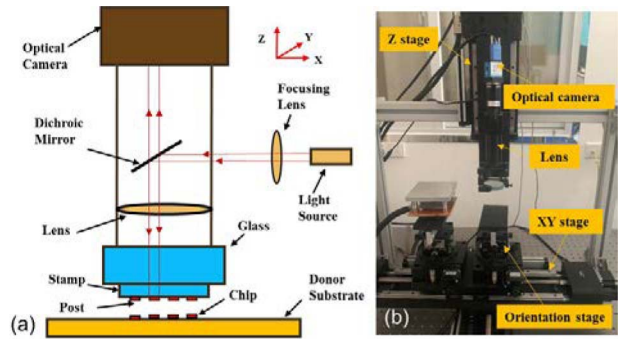 Optical
Camera
Z
Y
X
Focusing
Lens
Dichroic
Mirror
Light
Source
Lens
Glass
Stamp
Post
Chip
Donor
Substrate
(a)
Z stage
Optical camera
Lens
XY stage
Orientation stage
(b)